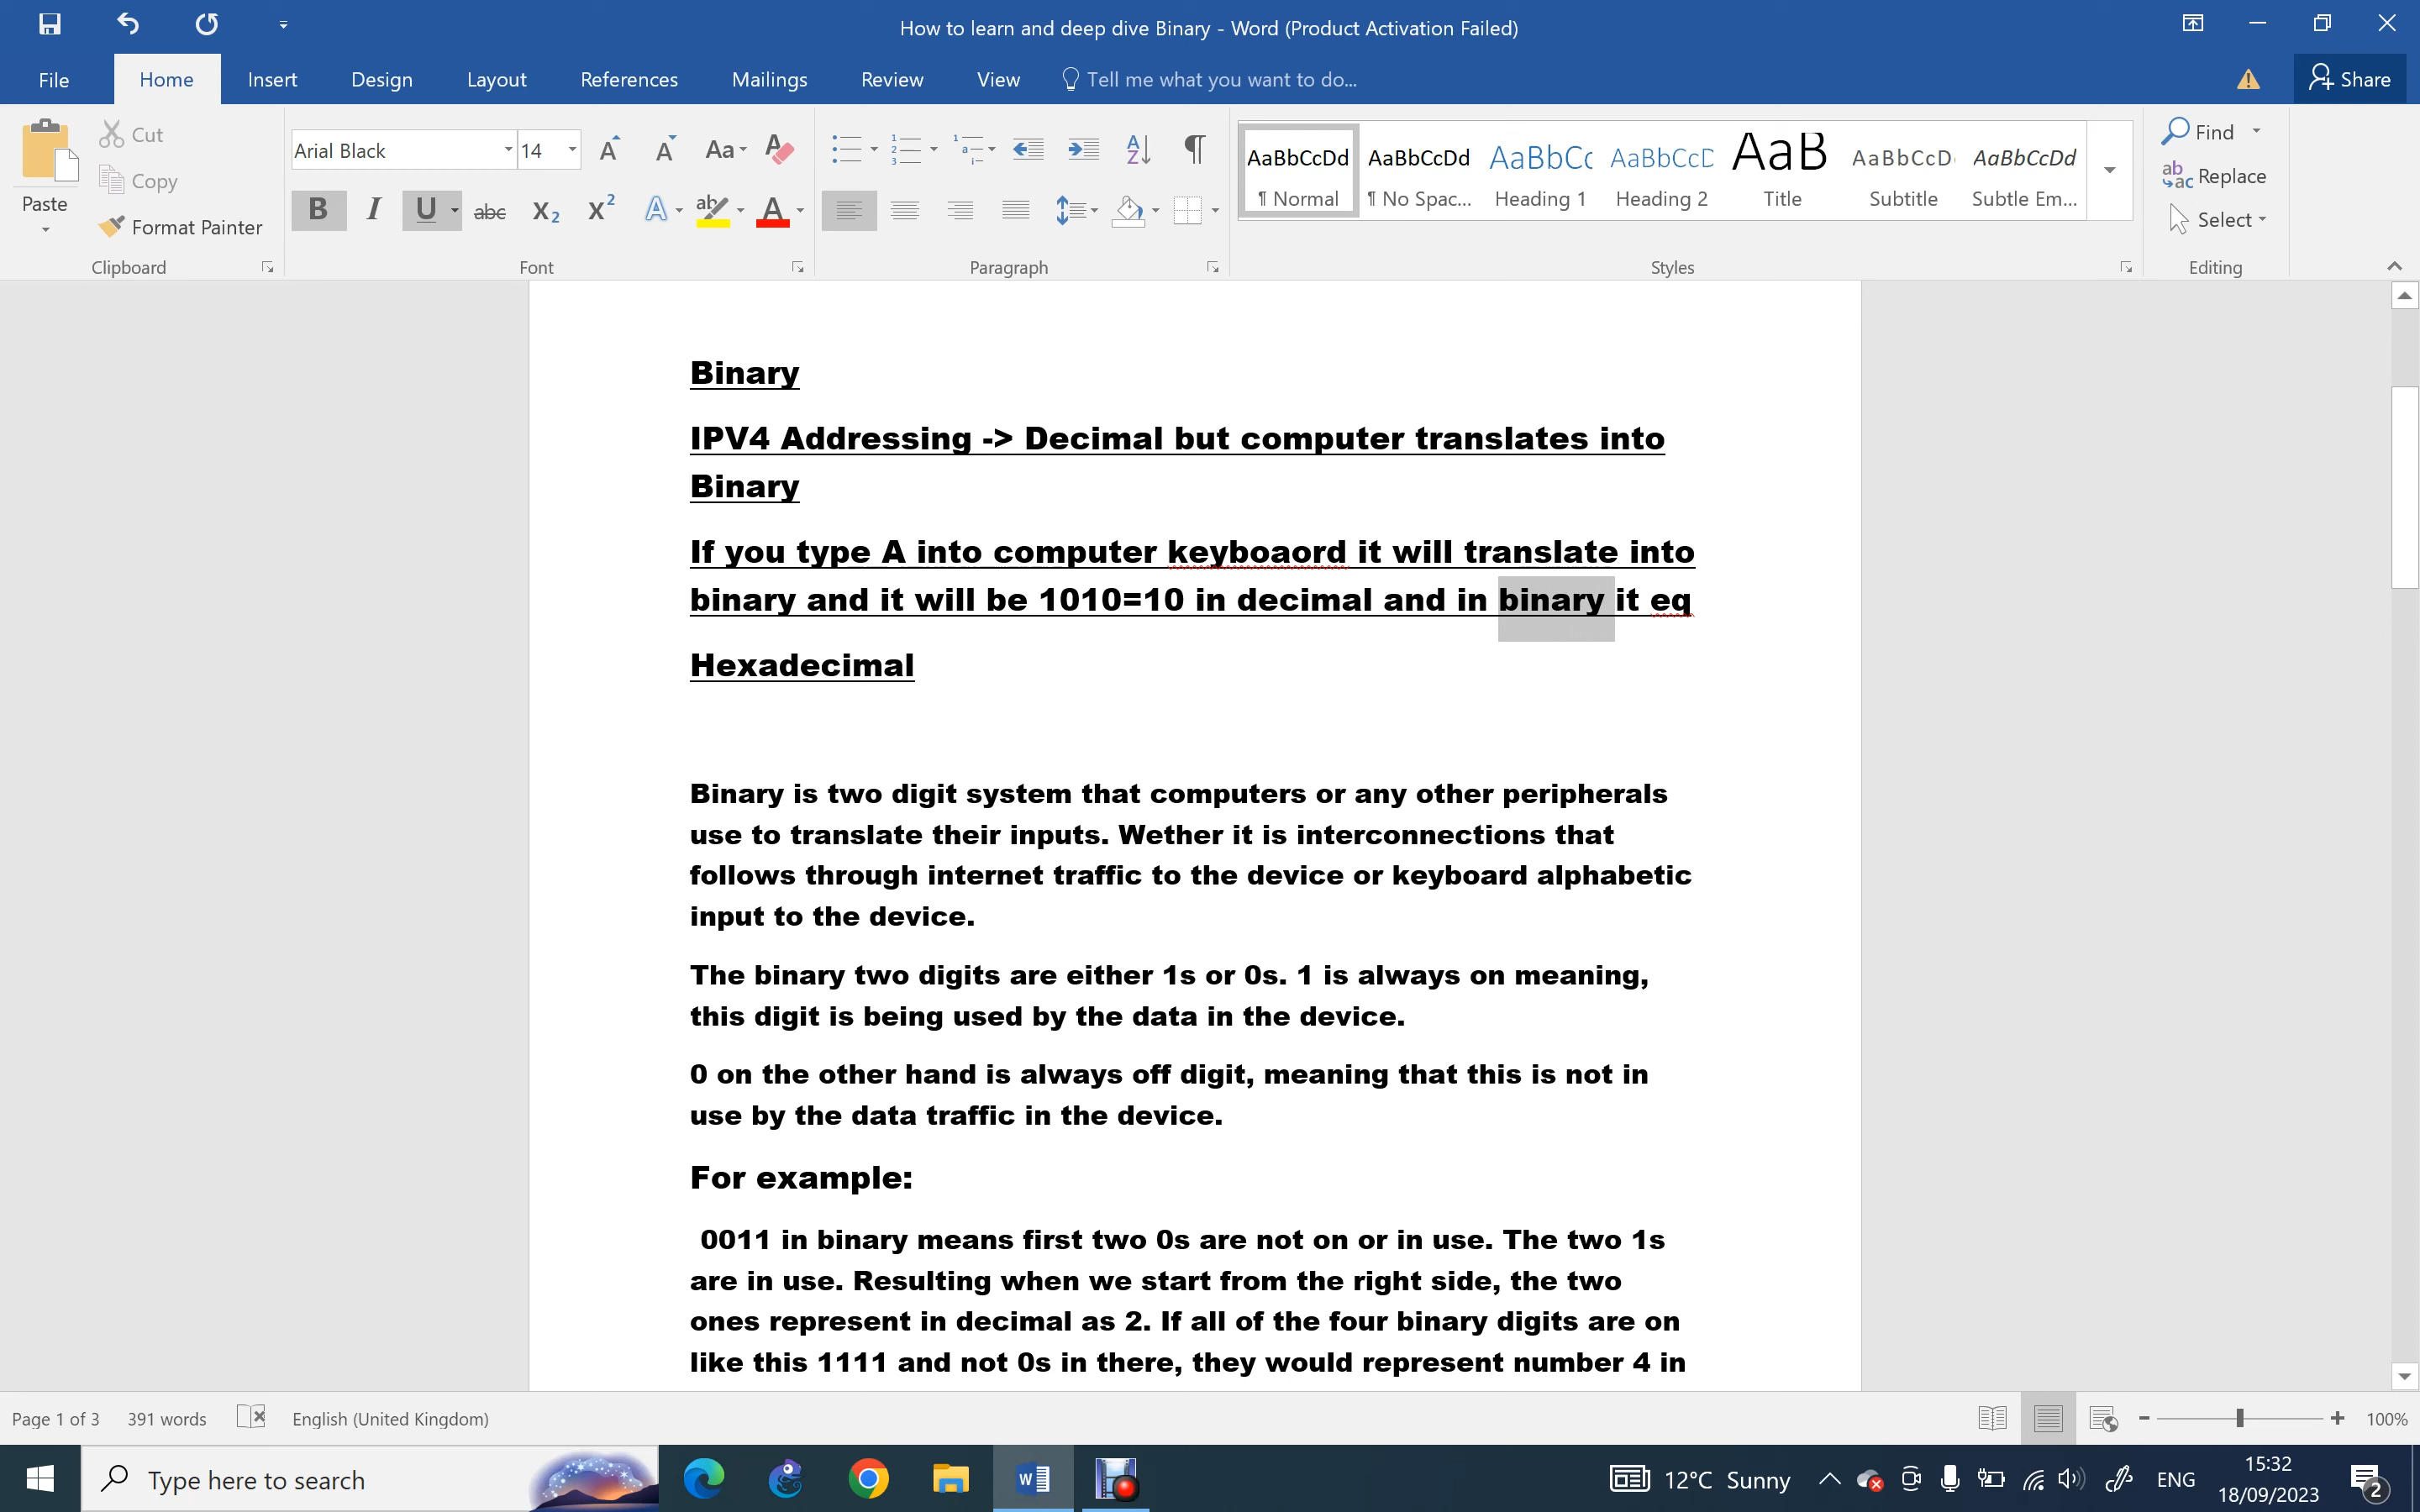 How to learn and deep dive Binary - Word (Product Activation Failed)
File Home Insert Design Layout References Mailings Review View Tell me what you want to do... Share
Paste
Cut
Copy
Format Painter
Clipboard
Arial Black 14
Font
Paragraph
AaBbCcDd AaBbCcDd AaBbCc AaBbCcD AaB AaBbCcD AaBbCcDd
¶ Normal ¶ No Spac... Heading 1 Heading 2 Title Subtitle Subtle Em...
Styles
Find
Replace
Select
Editing
Binary
IPV4 Addressing -> Decimal but computer translates into
Binary
If you type A into computer keyboaord it will translate into
binary and it will be 1010=10 in decimal and in binary it eq
Hexadecimal
Binary is two digit system that computers or any other peripherals
use to translate their inputs. Wether it is interconnections that
follows through internet traffic to the device or keyboard alphabetic
input to the device.
The binary two digits are either 1s or 0s. 1 is always on meaning,
this digit is being used by the data in the device.
0 on the other hand is always off digit, meaning that this is not in
use by the data traffic in the device.
For example:
0011 in binary means first two 0s are not on or in use. The two 1s
are in use. Resulting when we start from the right side, the two
ones represent in decimal as 2. If all of the four binary digits are on
like this 1111 and not 0s in there, they would represent number 4 in
Page 1 of 3 391 words English (United Kingdom) 100%
Type here to search
12°C Sunny ENG
15:32
18/09/2023
2